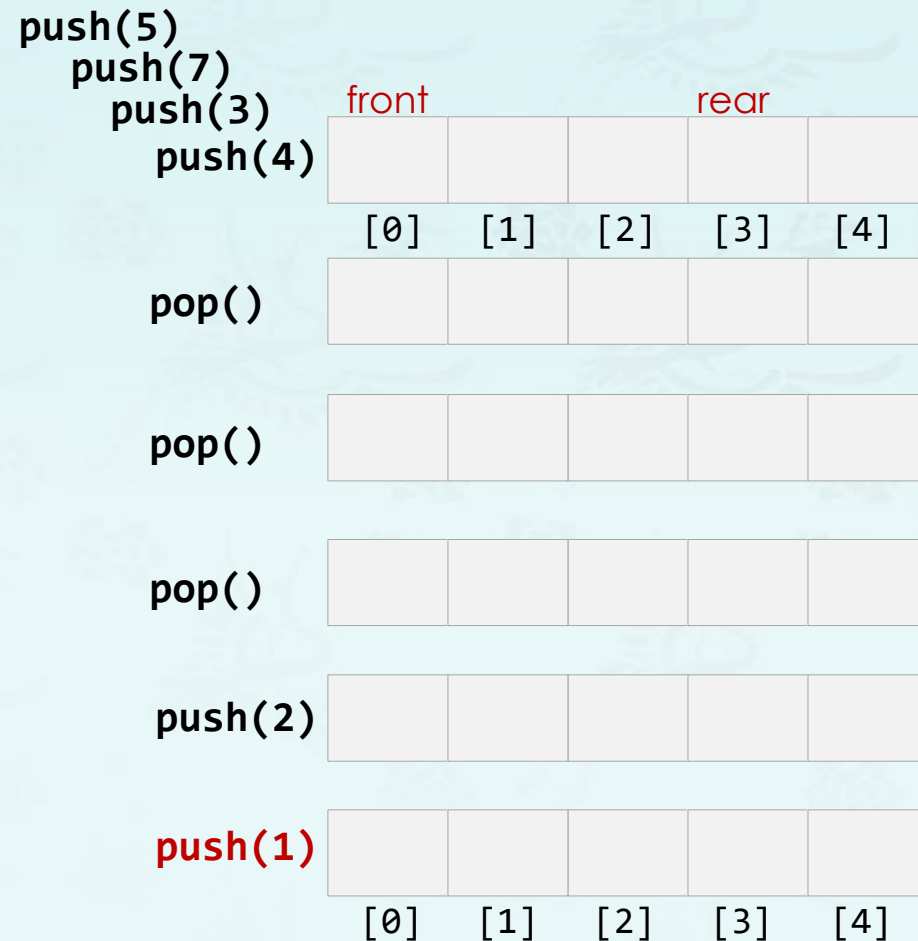 push(5)
push(7)
push(3) front rear
push(4)
[0] [1] [2] [3] [4]
pop()
pop()
pop()
push(2)
push(1)
[0] [1] [2] [3] [4]